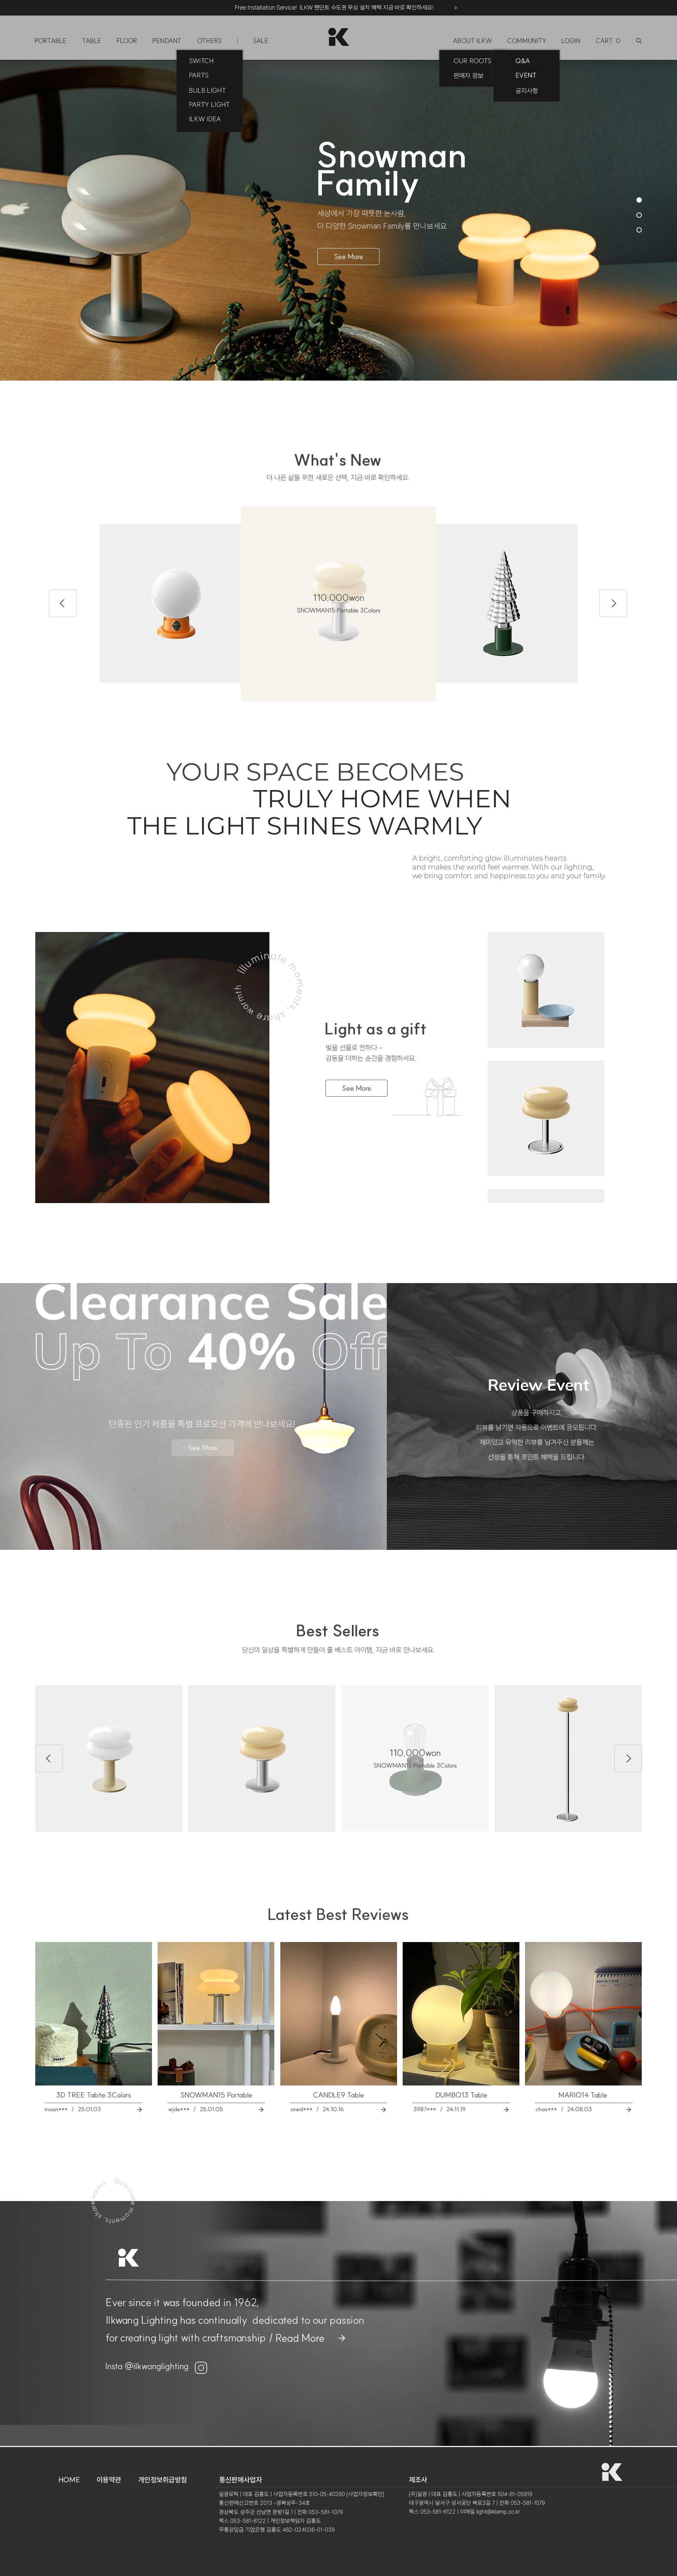 Free Installation Service! ILKW 팬던트 수도권 무상 설치 혜택 지금 바로 확인하세요! >
PORTABLE TABLE FLOOR PENDANT OTHERS | SALE
iK
ABOUT ILKW COMMUNITY LOGIN CART 0
SWITCH
PARTS
BULB LIGHT
PARTY LIGHT
ILKW IDEA
OUR ROOTS
판매자 정보
Q&A
EVENT
공지사항
Snowman
Family
세상에서 가장 따뜻한 눈사람,
더 다양한 Snowman Family를 만나보세요
See More
What's New
더 나은 삶을 위한 새로운 선택, 지금 바로 확인하세요.
110,000won
SNOWMAN15 Portable 3Colors
YOUR SPACE BECOMES
TRULY HOME WHEN
THE LIGHT SHINES WARMLY
A bright, comforting glow illuminates hearts
and makes the world feel warmer. With our lighting,
we bring comfort and happiness to you and your family.
Illuminate moments, share warmly
Light as a gift
빛을 선물로 전하다 –
감동을 더하는 순간을 경험하세요.
See More
Clearance Sale
Up To 40% Off
단종된 인기 제품을 특별 프로모션 가격에 만나보세요!
See More
Review Event
상품을 구매하시고,
리뷰를 남기면 자동으로 이벤트에 응모됩니다.
재미있고 유익한 리뷰를 남겨주신 분들께는
선정을 통해 포인트 혜택을 드립니다.
Best Sellers
당신의 일상을 특별하게 만들어 줄 베스트 아이템, 지금 바로 만나보세요.
110,000won
SNOWMAN15 Portable 3Colors
Latest Best Reviews
3D TREE Tablte 3Colors
moon*** / 25.01.03
SNOWMAN15 Portable
wjde*** / 25.01.05
CANDLE9 Table
oned*** / 24.10.16
DUMBO13 Table
3987*** / 24.11.19
MARIO14 Table
chao*** / 24.08.03
iK
Ever since it was founded in 1962,
Ilkwang Lighting has continually dedicated to our passion
for creating light with craftsmanship / Read More
Insta @ilkwanglighting
iK
HOME 이용약관 개인정보취급방침
통신판매사업자
일광모틱 | 대표 김홍도 | 사업자등록번호 510-05-40260 [사업자정보확인]
통신판매신고번호 2013 -경북성주-34호
경상북도 성주군 선남면 문방1길 1 | 전화 053-581-1079
팩스 053-581-6122 | 개인정보책임자 김홍도
무통장입금 기업은행 김홍도 482-024036-01-039
제조사
(주)일광 | 대표 김홍도 | 사업자등록번호 504-81-05919
대구광역시 달서구 성서공단 북로3길 7 | 전화 053-581-1079
팩스 053-581-6122 | 이메일 light@iklamp.co.kr